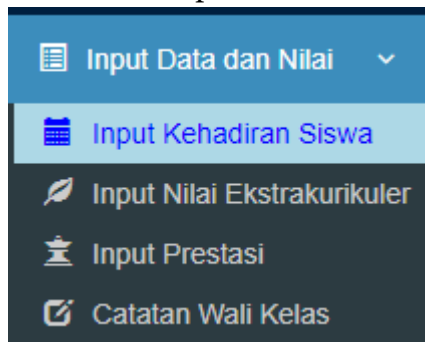 Input Data dan Nilai
Input Kehadiran Siswa
Input Nilai Ekstrakurikuler
Input Prestasi
Catatan Wali Kelas